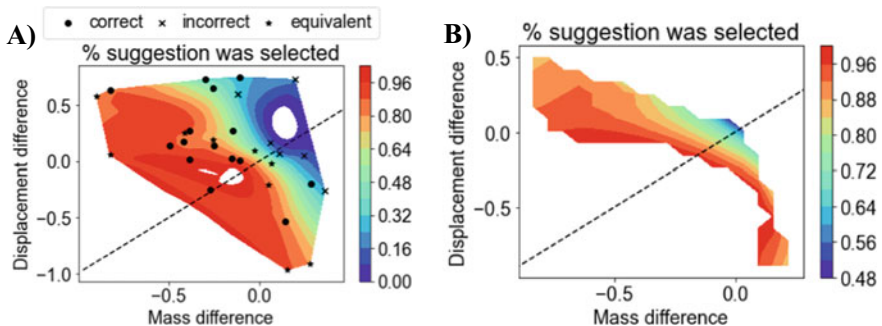 correct incorrect equivalent
A)
% suggestion was selected
Displacement difference
0.5
0.0
−0.5
−1.0
−0.5 0.0
Mass difference
0.96
0.80
0.64
0.48
0.32
0.16
0.00
B)
% suggestion was selected
Displacement difference
0.5
0.0
−0.5
−0.5 0.0
Mass difference
0.96
0.88
0.80
0.72
0.64
0.56
0.48